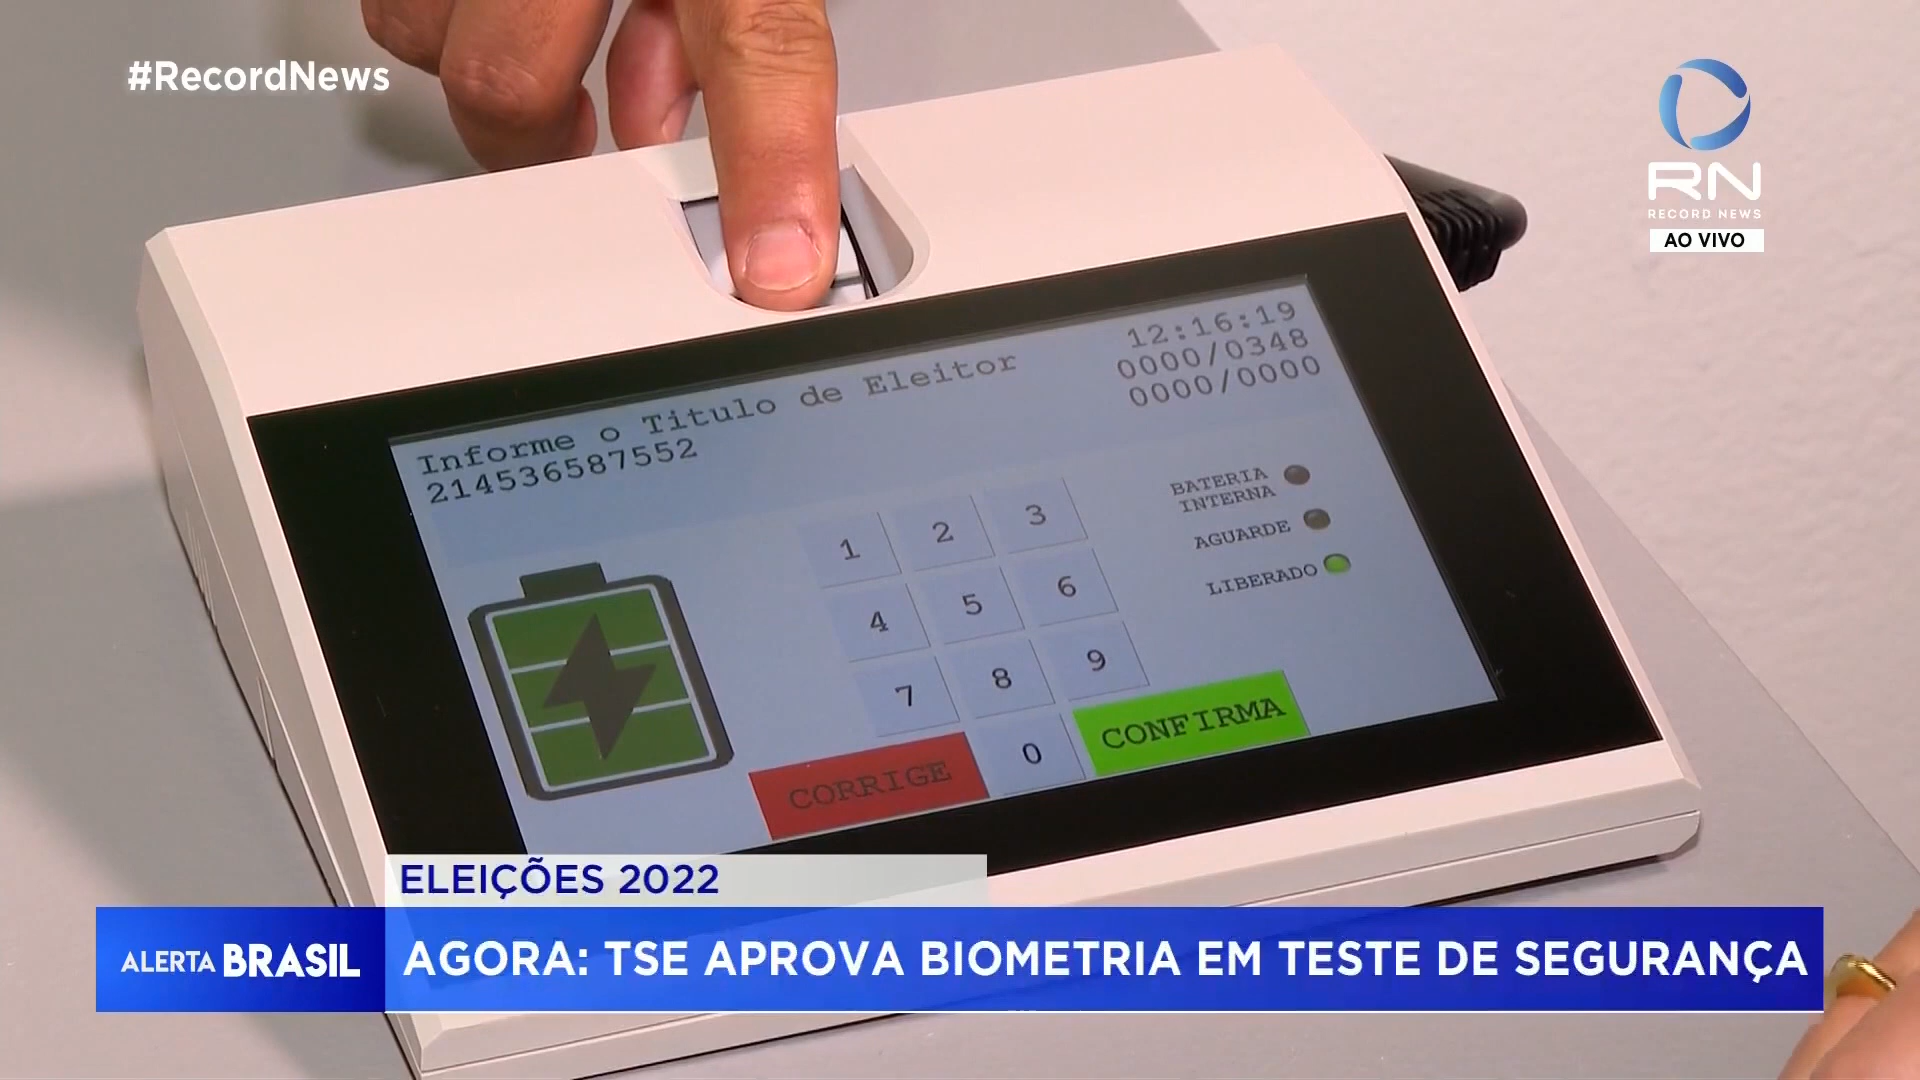 #RecordNews
RN
RECORD NEWS
AO VIVO
12:16:19
0000/0348
0000/0000
Informe o Titulo de Eleitor
214536587552
BATERIA
INTERNA
AGUARDE
LIBERADO
1 2 3
4 5 6
7 8 9
CORRIGE 0 CONFIRMA
ELEIÇÕES 2022
ALERTA BRASIL
AGORA: TSE APROVA BIOMETRIA EM TESTE DE SEGURANÇA